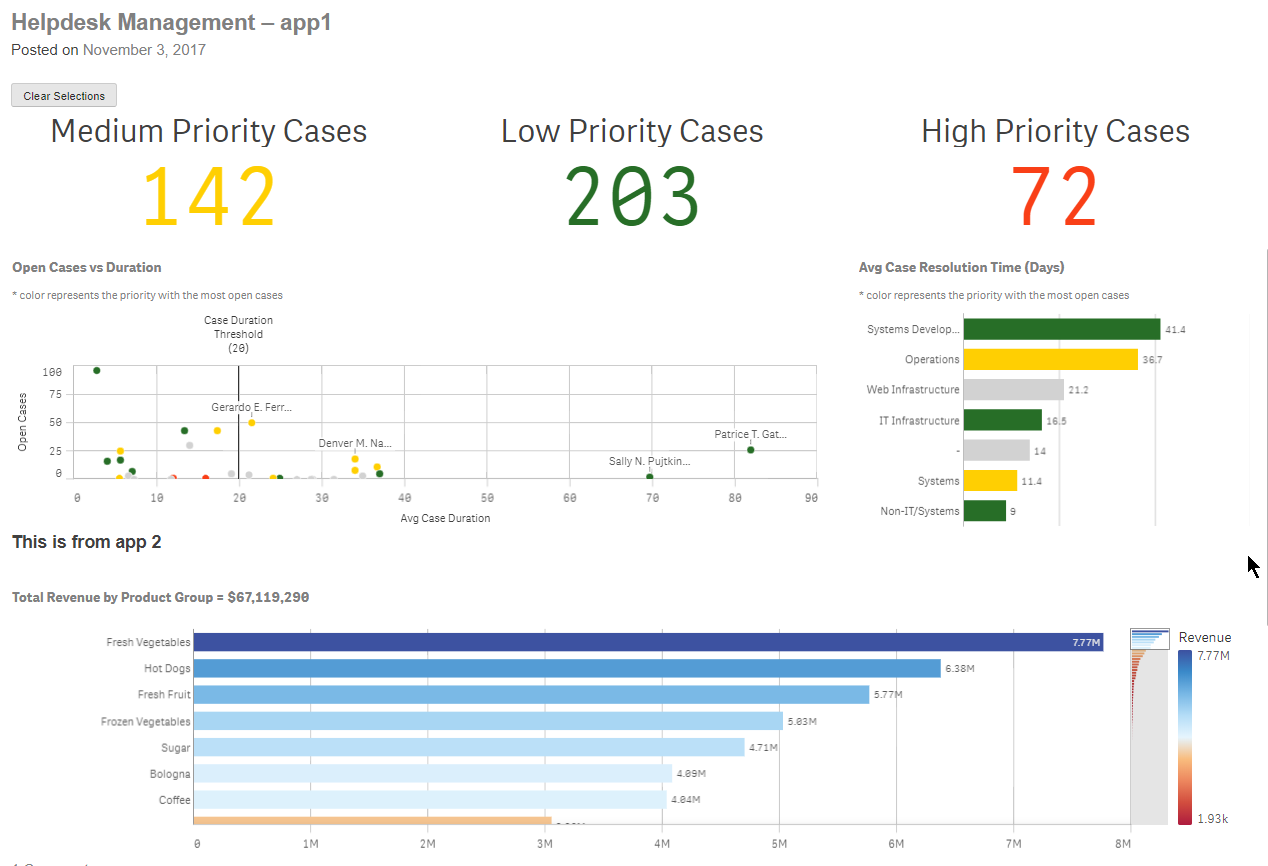 Helpdesk Management – app1
Posted on November 3, 2017
Clear Selections
Medium Priority Cases
142
Low Priority Cases
203
High Priority Cases
72
Open Cases vs Duration
* color represents the priority with the most open cases
Case Duration
Threshold
(20)
Open Cases
100
75
50
25
0
Gerardo E. Ferr...
Denver M. Na...
Sally N. Pujtkin...
Patrice T. Gat...
0 10 20 30 40 50 60 70 80 90
Avg Case Duration
Avg Case Resolution Time (Days)
* color represents the priority with the most open cases
Systems Develop... 41.4
Operations 36.7
Web Infrastructure 21.2
IT Infrastructure 16.5
- 14
Systems 11.4
Non-IT/Systems 9
This is from app 2
Total Revenue by Product Group = $67,119,290
Fresh Vegetables 7.77M
Hot Dogs 6.38M
Fresh Fruit 5.77M
Frozen Vegetables 5.03M
Sugar 4.71M
Bologna 4.09M
Coffee 4.04M
0 1M 2M 3M 4M 5M 6M 7M 8M
Revenue
7.77M
1.93k